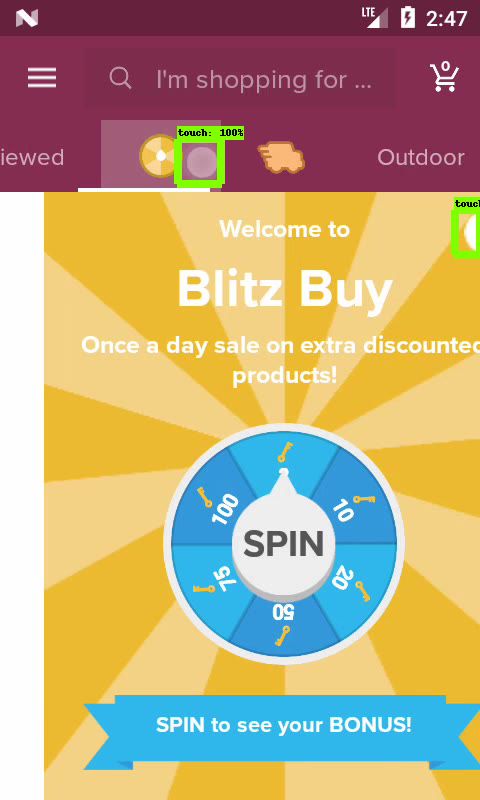 LTE 2:47
I'm shopping for ...
0
iewed
touch: 100%
Outdoor
touch
Welcome to
Blitz Buy
Once a day sale on extra discounted
products!
100
10
SPIN
75
20
50
SPIN to see your BONUS!